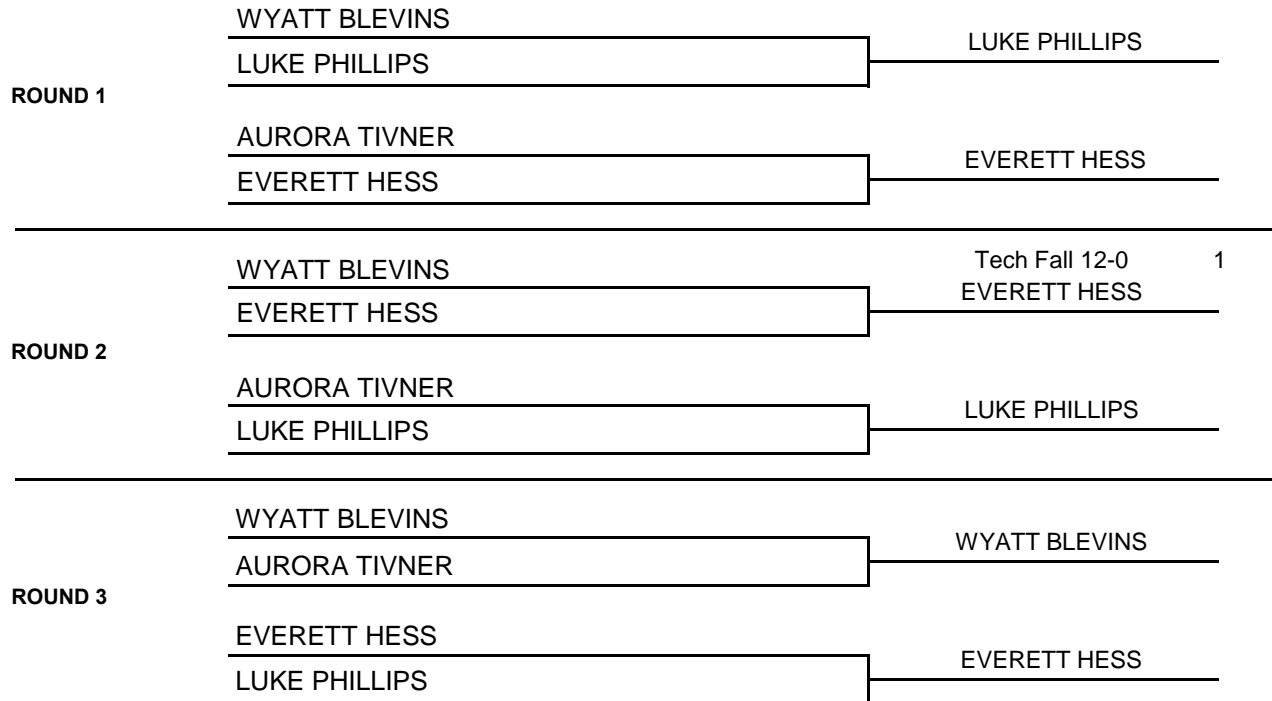 WYATT BLEVINS
LUKE PHILLIPS
LUKE PHILLIPS
ROUND 1
AURORA TIVNER
EVERETT HESS
EVERETT HESS
WYATT BLEVINS
Tech Fall 12-0 1
EVERETT HESS
EVERETT HESS
ROUND 2
AURORA TIVNER
LUKE PHILLIPS
LUKE PHILLIPS
WYATT BLEVINS
WYATT BLEVINS
AURORA TIVNER
ROUND 3
EVERETT HESS
EVERETT HESS
LUKE PHILLIPS